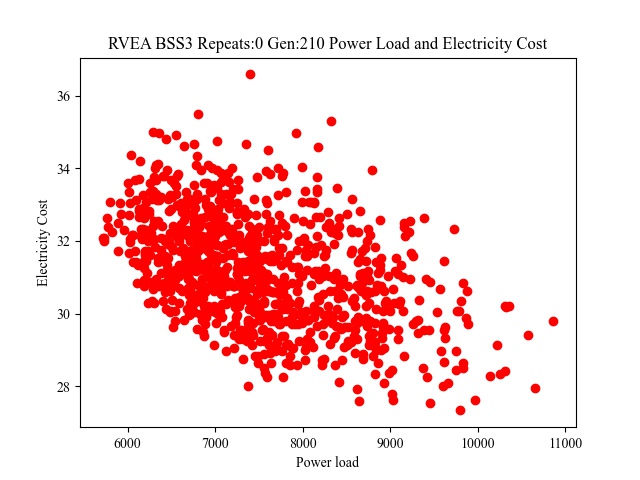 RVEA BSS3 Repeats:0 Gen:210 Power Load and Electricity Cost
Electricity Cost
36
34
32
30
28
6000 7000 8000 9000 10000 11000
Power load